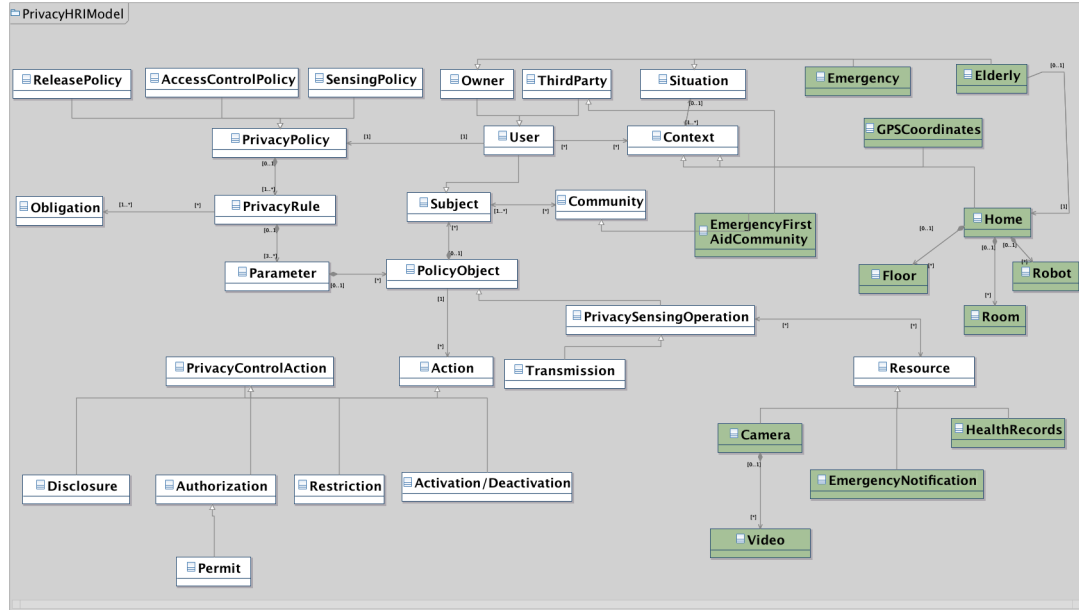 PrivacyHRIModel
ReleasePolicy
AccessControlPolicy
SensingPolicy
Owner
ThirdParty
Situation
Emergency
Elderly
[0..1]
[0..1]
GPSCoordinates
PrivacyPolicy
[1]
[1]
User
[*]
[*]
Context
[0..1]
[1..*]
Obligation
[1..*]
[*]
PrivacyRule
Subject
[1..*]
[*]
Community
[1]
[0..1]
[*]
EmergencyFirst
AidCommunity
Home
[0..1]
[0..1]
[0..1]
[0..1]
Parameter
[0..1]
[*]
PolicyObject
Floor
[*]
[*]
Robot
[1]
[*]
PrivacySensingOperation
[*]
[*]
Room
[*]
PrivacyControlAction
Action
Transmission
Resource
Camera
HealthRecords
[0..1]
Disclosure
Authorization
Restriction
Activation/Deactivation
EmergencyNotification
[*]
Video
Permit